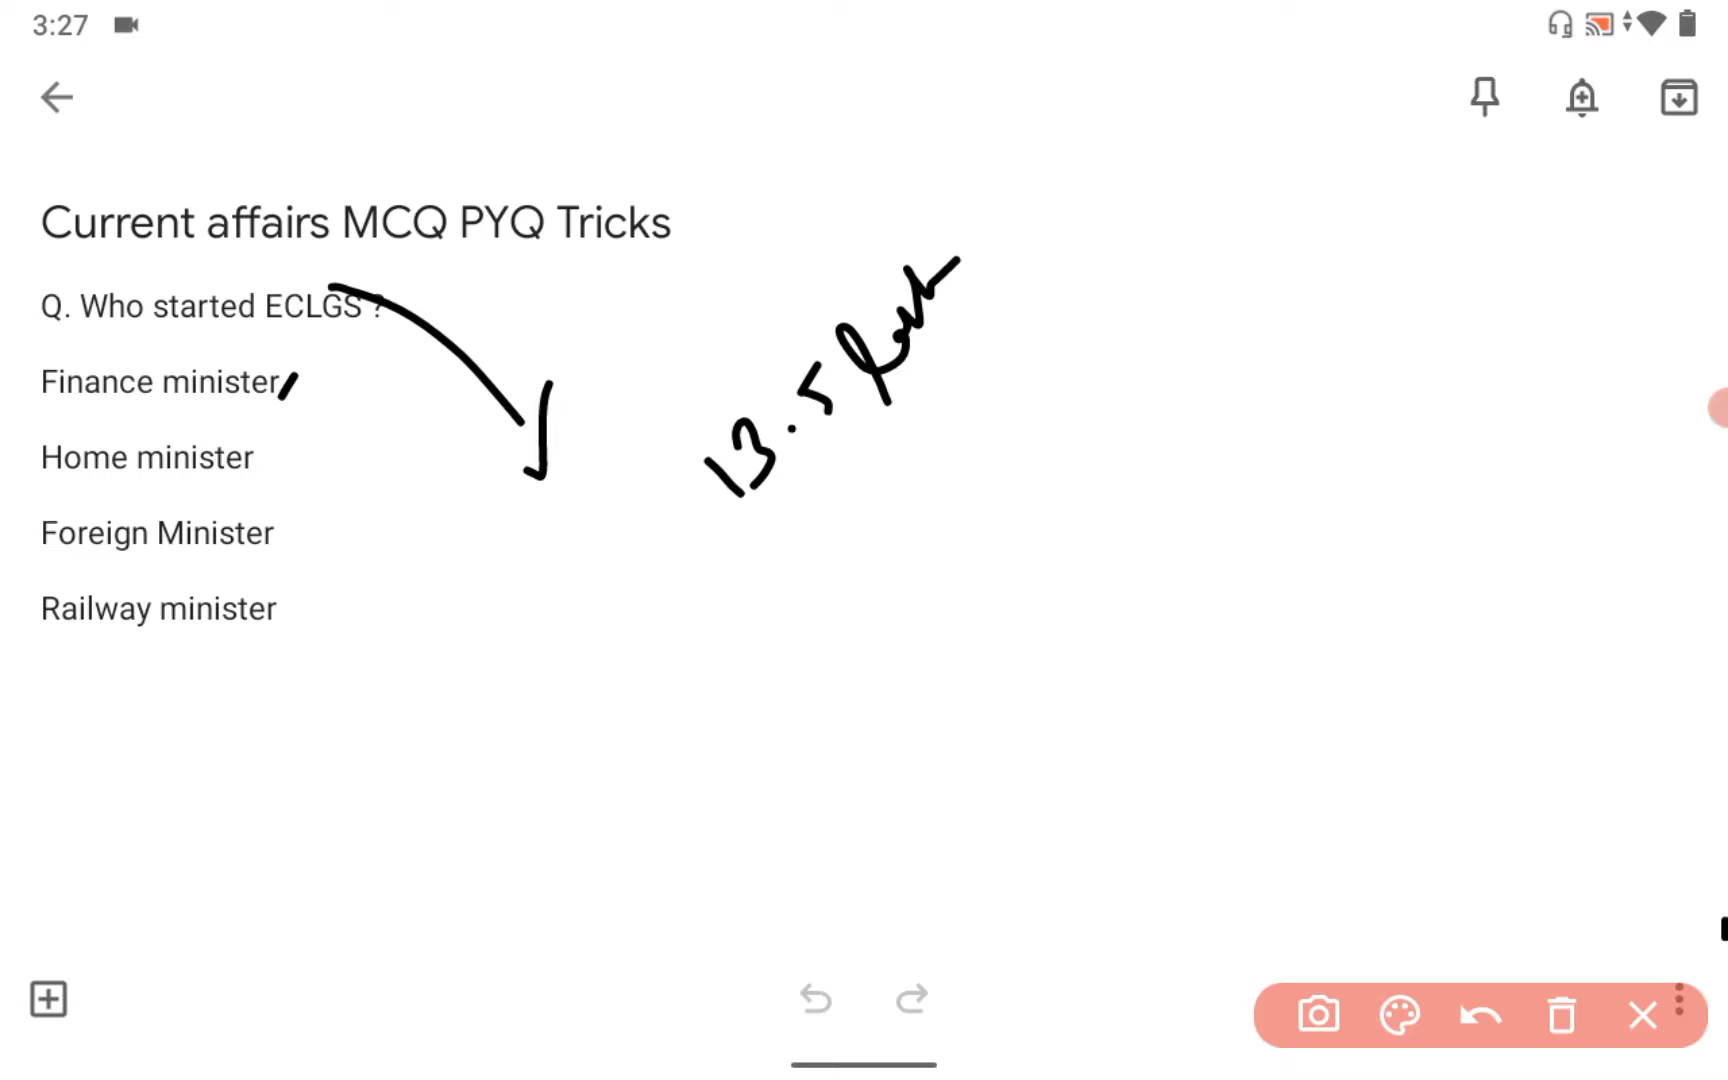 3:27
Current affairs MCQ PYQ Tricks
Q. Who started ECLGS ?
Finance minister
Home minister
Foreign Minister
Railway minister
13.5